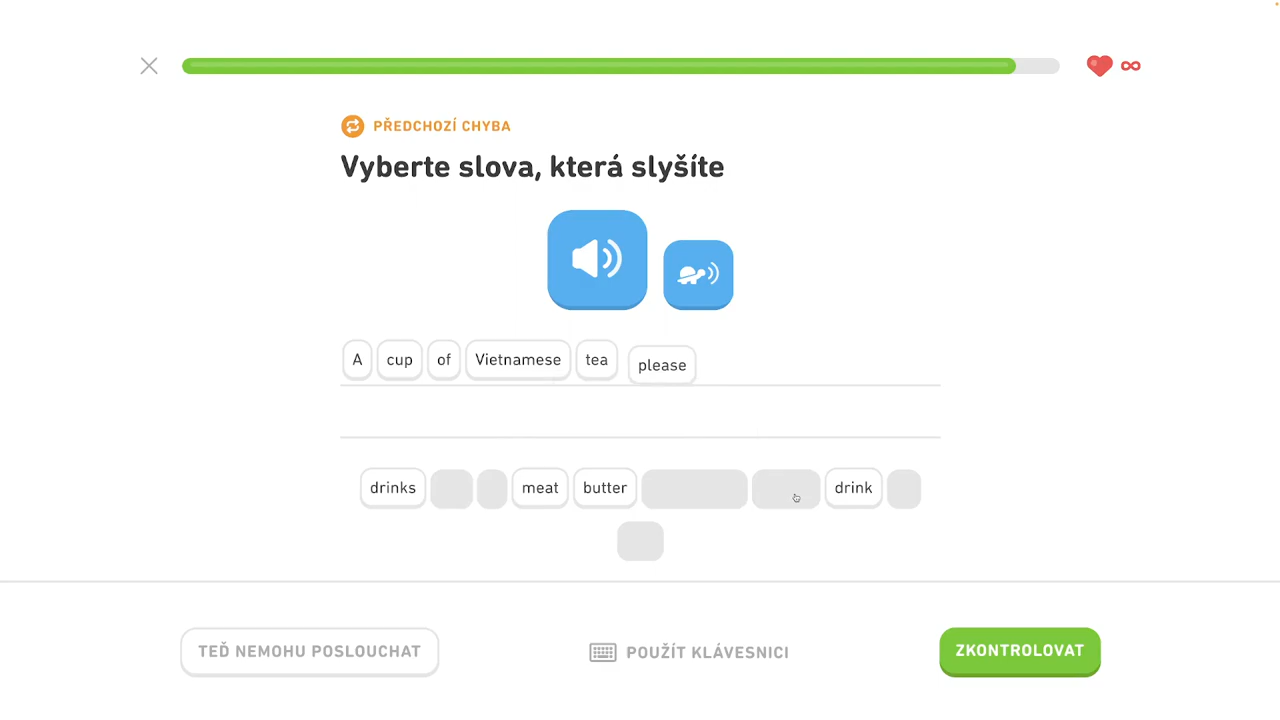 PŘEDCHOZÍ CHYBA
Vyberte slova, která slyšíte
A cup of Vietnamese tea please
drinks meat butter drink
TEĎ NEMOHU POSLOUCHAT POUŽÍT KLÁVESNICI ZKONTROLOVAT